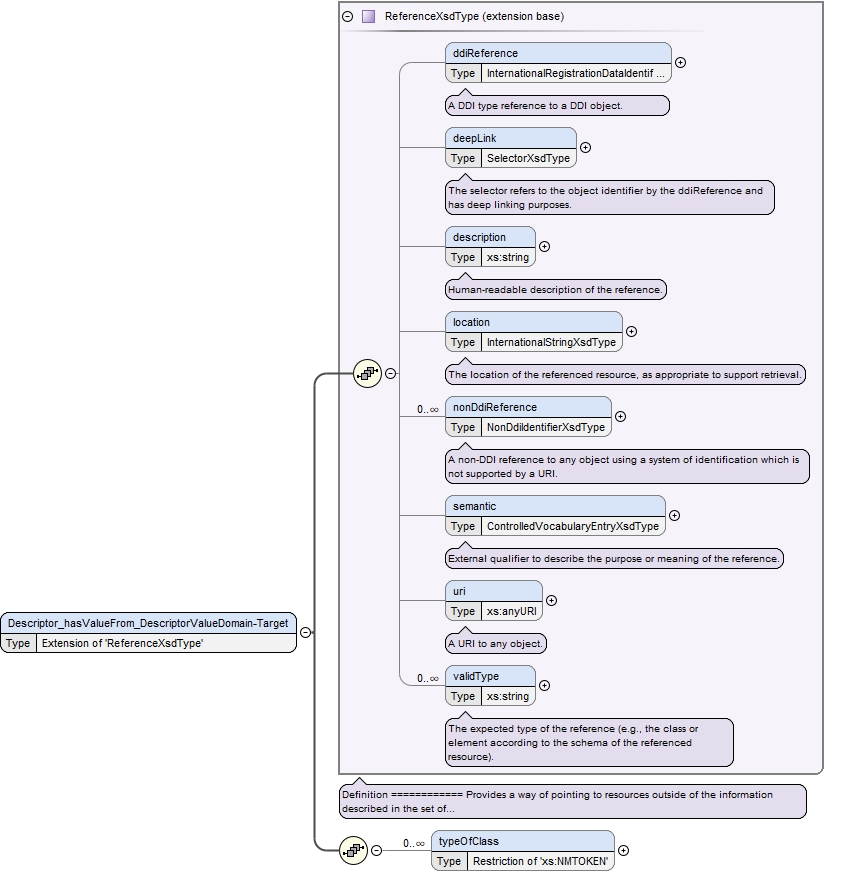 ReferenceXsdType (extension base)
ddiReference
Type InternationalRegistrationDataIdentif ...
A DDI type reference to a DDI object.
deepLink
Type SelectorXsdType
The selector refers to the object identifier by the ddiReference and
has deep linking purposes.
description
Type xs:string
Human-readable description of the reference.
location
Type InternationalStringXsdType
The location of the referenced resource, as appropriate to support retrieval.
0..∞ nonDdiReference
Type NonDdiIdentifierXsdType
A non-DDI reference to any object using a system of identification which is
not supported by a URI.
semantic
Type ControlledVocabularyEntryXsdType
External qualifier to describe the purpose or meaning of the reference.
uri
Type xs:anyURI
A URI to any object.
0..∞ validType
Type xs:string
The expected type of the reference (e.g., the class or
element according to the schema of the referenced
resource).
Descriptor_hasValueFrom_DescriptorValueDomain-Target
Type Extension of 'ReferenceXsdType'
Definition ============ Provides a way of pointing to resources outside of the information
described in the set of...
0..∞ typeOfClass
Type Restriction of 'xs:NMTOKEN'